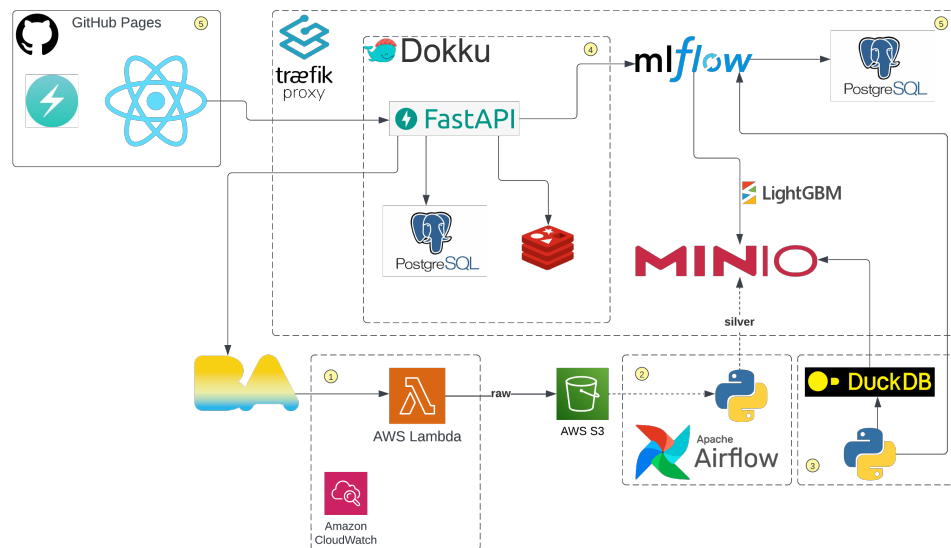 GitHub Pages
5
træfik
proxy
Dokku
4
mlflow
5
PostgreSQL
FastAPI
LightGBM
PostgreSQL
MINIO
silver
BA
1
AWS Lambda
raw
AWS S3
2
Apache
Airflow
DuckDB
3
Amazon
CloudWatch